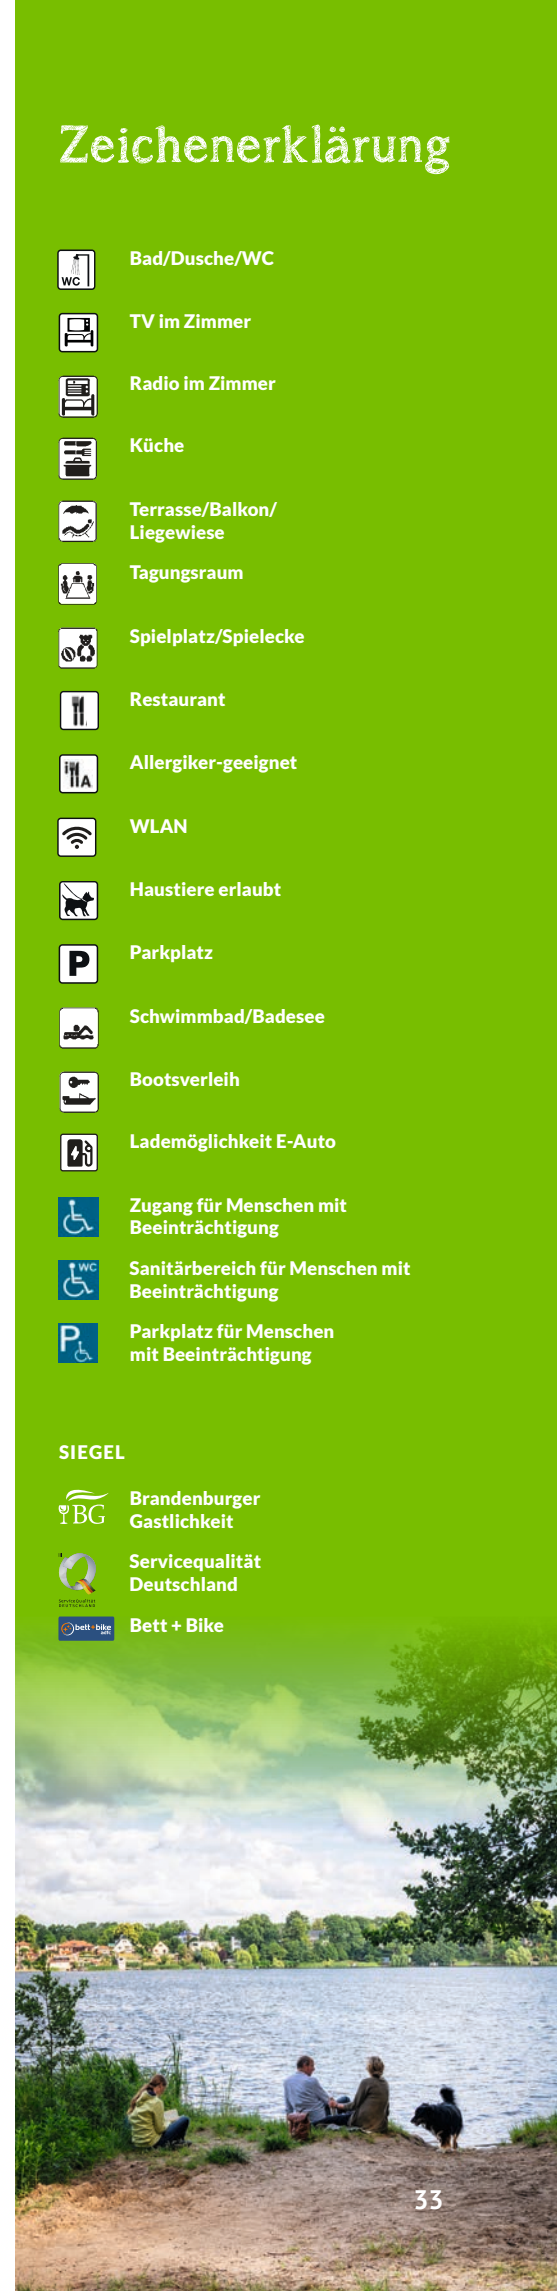 Zeichenerklärung
WC
Bad/Dusche/WC
TV im Zimmer
Radio im Zimmer
Küche
Terrasse/Balkon/
Liegewiese
Tagungsraum
Spielplatz/Spielecke
Restaurant
A
Allergiker-geeignet
WLAN
Haustiere erlaubt
P
Parkplatz
Schwimmbad/Badesee
Bootsverleih
Lademöglichkeit E-Auto
Zugang für Menschen mit
Beeinträchtigung
WC
Sanitärbereich für Menschen mit
Beeinträchtigung
P
Parkplatz für Menschen
mit Beeinträchtigung
SIEGEL
BG
Brandenburger
Gastlichkeit
Q
ServiceQualität
DEUTSCHLAND
Servicequalität
Deutschland
bett+bike
adfc
Bett + Bike
33